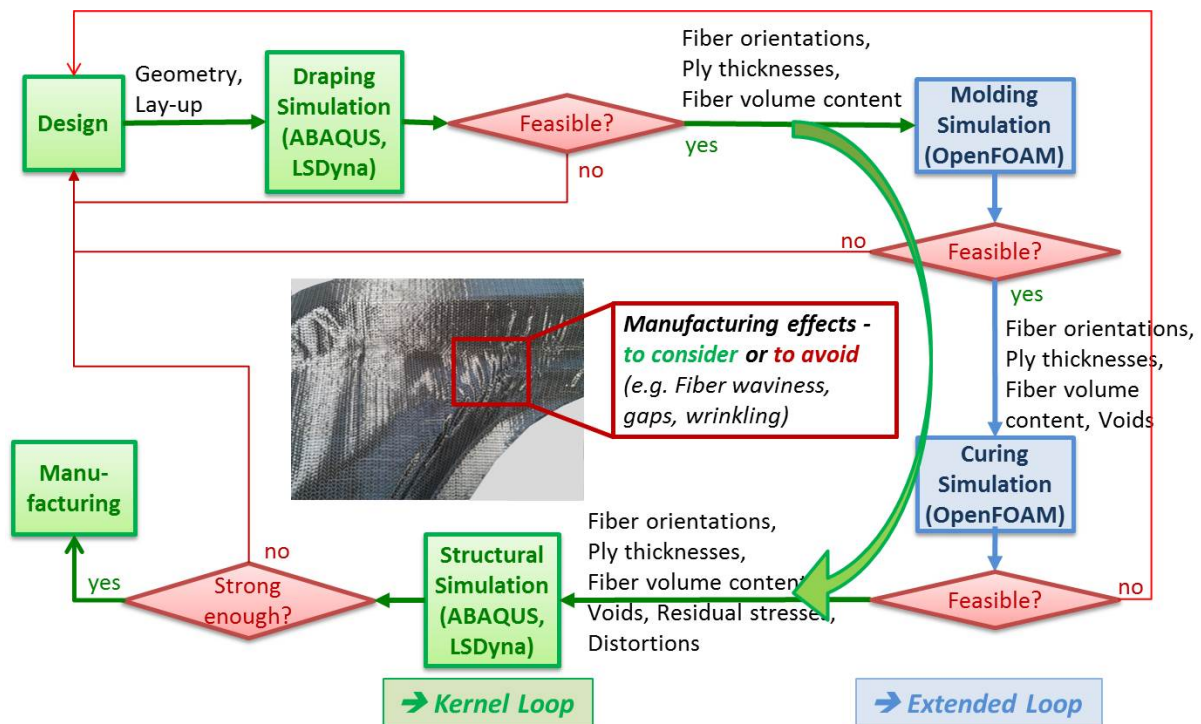 Design
Geometry,
Lay-up
Draping
Simulation
(ABAQUS,
LSDyna)
Feasible?
no
yes
Fiber orientations,
Ply thicknesses,
Fiber volume content
Molding
Simulation
(OpenFOAM)
Feasible?
no
yes
Fiber orientations,
Ply thicknesses,
Fiber volume
content, Voids
Manufacturing effects -
to consider or to avoid
(e.g. Fiber waviness,
gaps, wrinkling)
Curing
Simulation
(OpenFOAM)
Feasible?
no
Fiber orientations,
Ply thicknesses,
Fiber volume content
Voids, Residual stresses,
Distortions
Structural
Simulation
(ABAQUS,
LSDyna)
Strong
enough?
no
yes
Manu-
facturing
➔ Kernel Loop
➔ Extended Loop